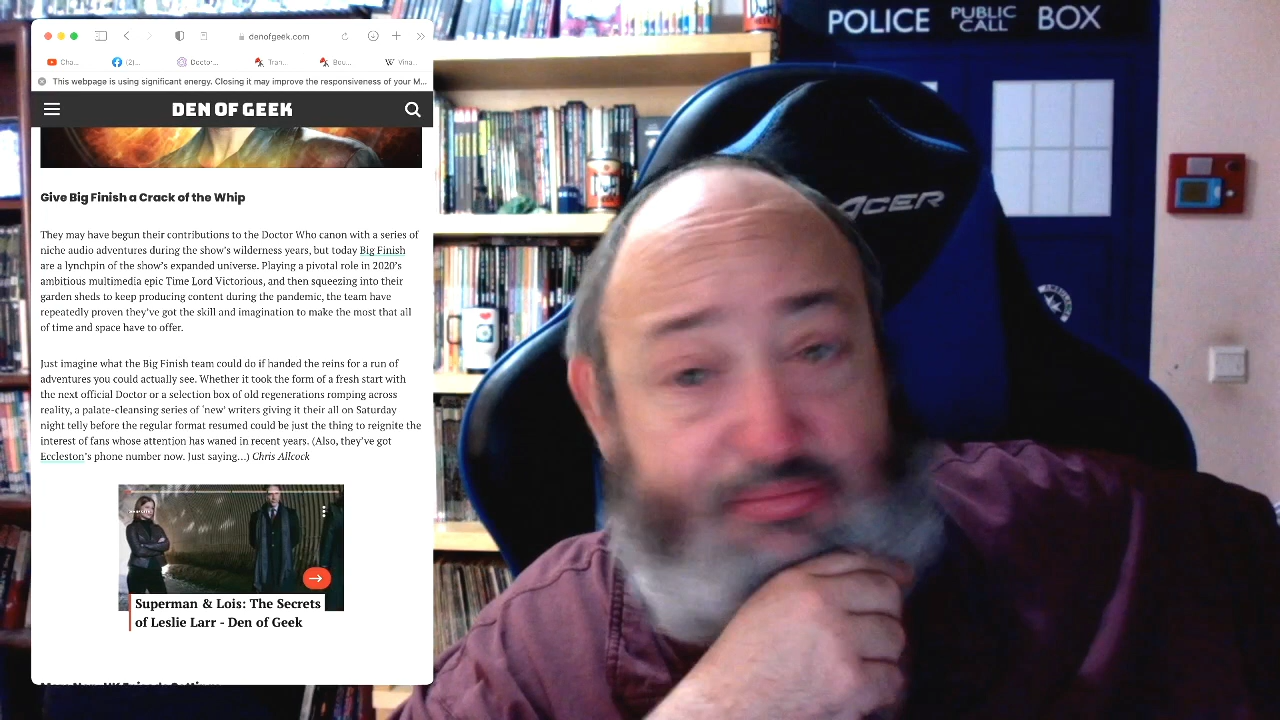 denofgeek.com
Cha...
(2)...
Doctor...
Tran...
Bou...
Vinu...
This webpage is using significant energy. Closing it may improve the responsiveness of your M...
DEN OF GEEK
Give Big Finish a Crack of the Whip
They may have begun their contributions to the Doctor Who canon with a series of
niche audio adventures during the show's wilderness years, but today Big Finish
are a lynchpin of the show's expanded universe. Playing a pivotal role in 2020's
ambitious multimedia epic Time Lord Victorious, and then squeezing into their
garden sheds to keep producing content during the pandemic, the team have
repeatedly proven they've got the skill and imagination to make the most that all
of time and space have to offer.
Just imagine what the Big Finish team could do if handed the reins for a run of
adventures you could actually see. Whether it took the form of a fresh start with
the next official Doctor or a selection box of old regenerations romping across
reality, a palate-cleansing series of 'new' writers giving it their all on Saturday
night telly before the regular format resumed could be just the thing to reignite the
interest of fans whose attention has waned in recent years. (Also, they've got
Eccleston's phone number now. Just saying...) Chris Allcock
Superman & Lois: The Secrets
of Leslie Larr - Den of Geek
POLICE PUBLIC CALL BOX
ACER
Duff